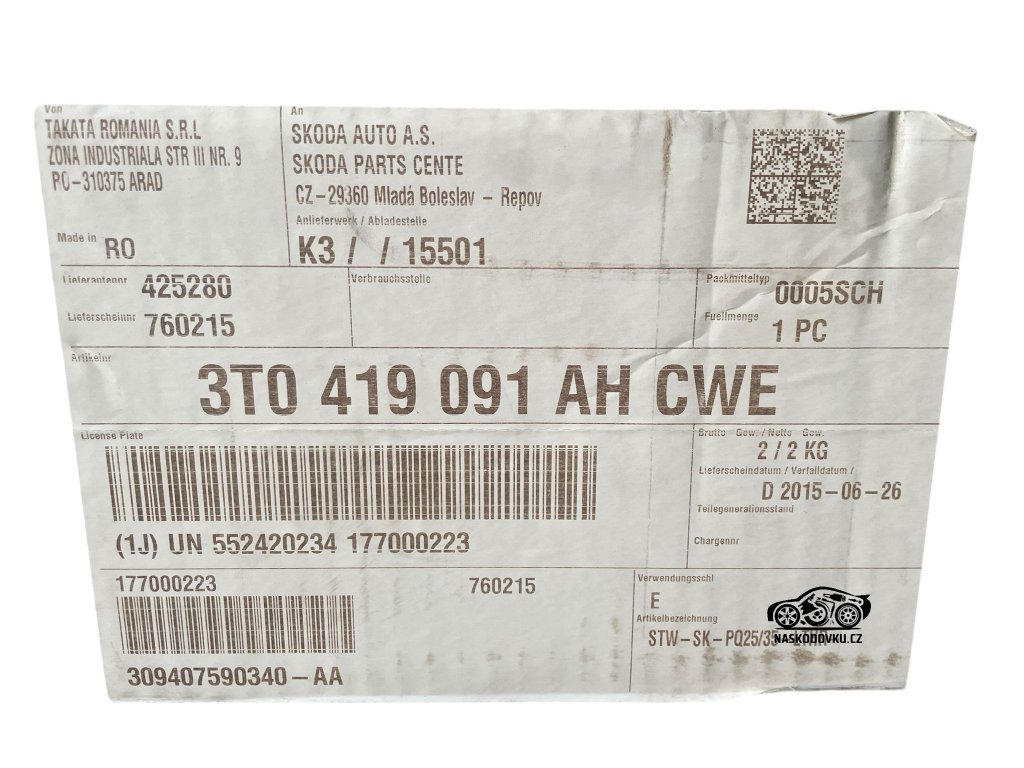 Von
TAKATA ROMANIA S.R.L
ZONA INDUSTRIALA STR III NR. 9
RO-310375 ARAD
Made in RO
An
SKODA AUTO A.S.
SKODA PARTS CENTE
CZ-29360 Mladá Boleslav - Repov
Anlieferwerk / Abladestelle
K3 / / 15501
Lieferantennr 425280
Lieferscheinnr 760215
Verbrauchsstelle
Packmitteltyp 0005SCH
Fuellmenge 1 PC
Artikelnr
3T0 419 091 AH CWE
License Plate
(1J) UN 552420234 177000223
Brutto Gew. / Netto Gew.
2 / 2 KG
Lieferscheindatum / Verfalldatum /
D 2015-06-26
Teilegenerationsstand
Chargennr
177000223 760215
309407590340-AA
Verwendungsschl
E
Artikelbezeichnung
STW-SK-PQ25/35
NASKODOVKU.CZ